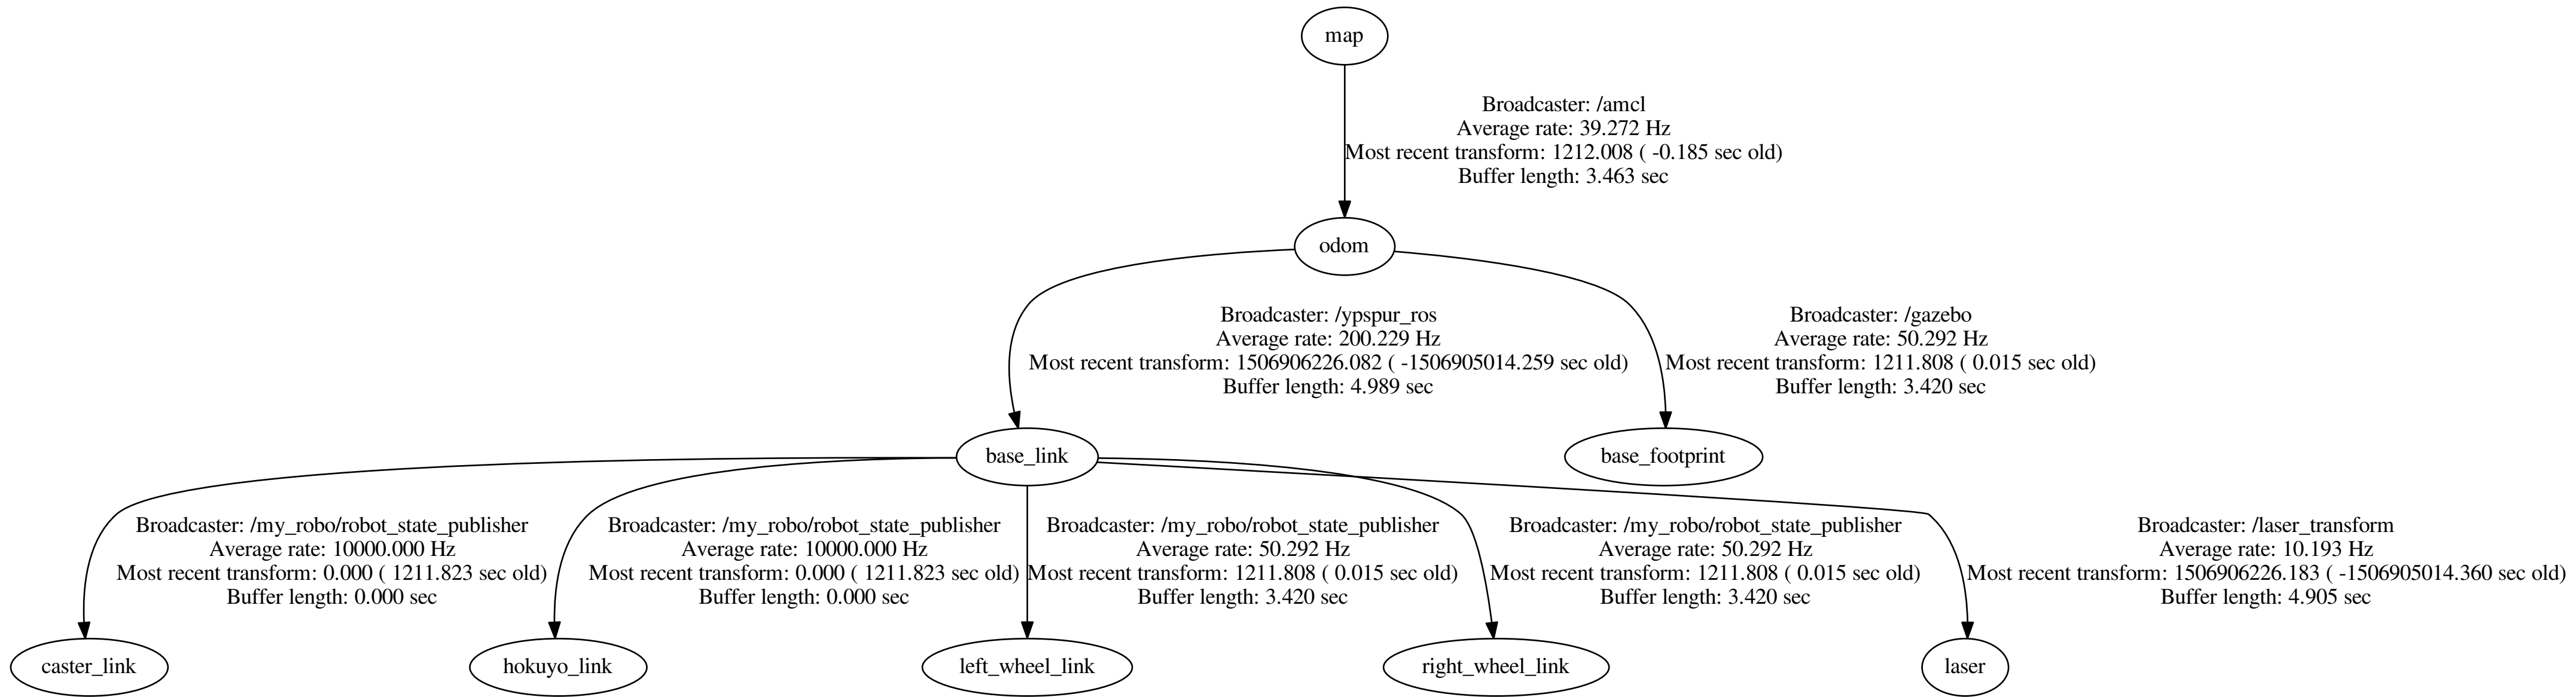 map
Broadcaster: /amcl
Average rate: 39.272 Hz
Most recent transform: 1212.008 ( -0.185 sec old)
Buffer length: 3.463 sec
odom
Broadcaster: /ypspur_ros
Average rate: 200.229 Hz
Most recent transform: 1506906226.082 ( -1506905014.259 sec old)
Buffer length: 4.989 sec
Broadcaster: /gazebo
Average rate: 50.292 Hz
Most recent transform: 1211.808 ( 0.015 sec old)
Buffer length: 3.420 sec
base_link
base_footprint
Broadcaster: /my_robo/robot_state_publisher
Average rate: 10000.000 Hz
Most recent transform: 0.000 ( 1211.823 sec old)
Buffer length: 0.000 sec
Broadcaster: /my_robo/robot_state_publisher
Average rate: 10000.000 Hz
Most recent transform: 0.000 ( 1211.823 sec old)
Buffer length: 0.000 sec
Broadcaster: /my_robo/robot_state_publisher
Average rate: 50.292 Hz
Most recent transform: 1211.808 ( 0.015 sec old)
Buffer length: 3.420 sec
Broadcaster: /my_robo/robot_state_publisher
Average rate: 50.292 Hz
Most recent transform: 1211.808 ( 0.015 sec old)
Buffer length: 3.420 sec
Broadcaster: /laser_transform
Average rate: 10.193 Hz
Most recent transform: 1506906226.183 ( -1506905014.360 sec old)
Buffer length: 4.905 sec
caster_link
hokuyo_link
left_wheel_link
right_wheel_link
laser